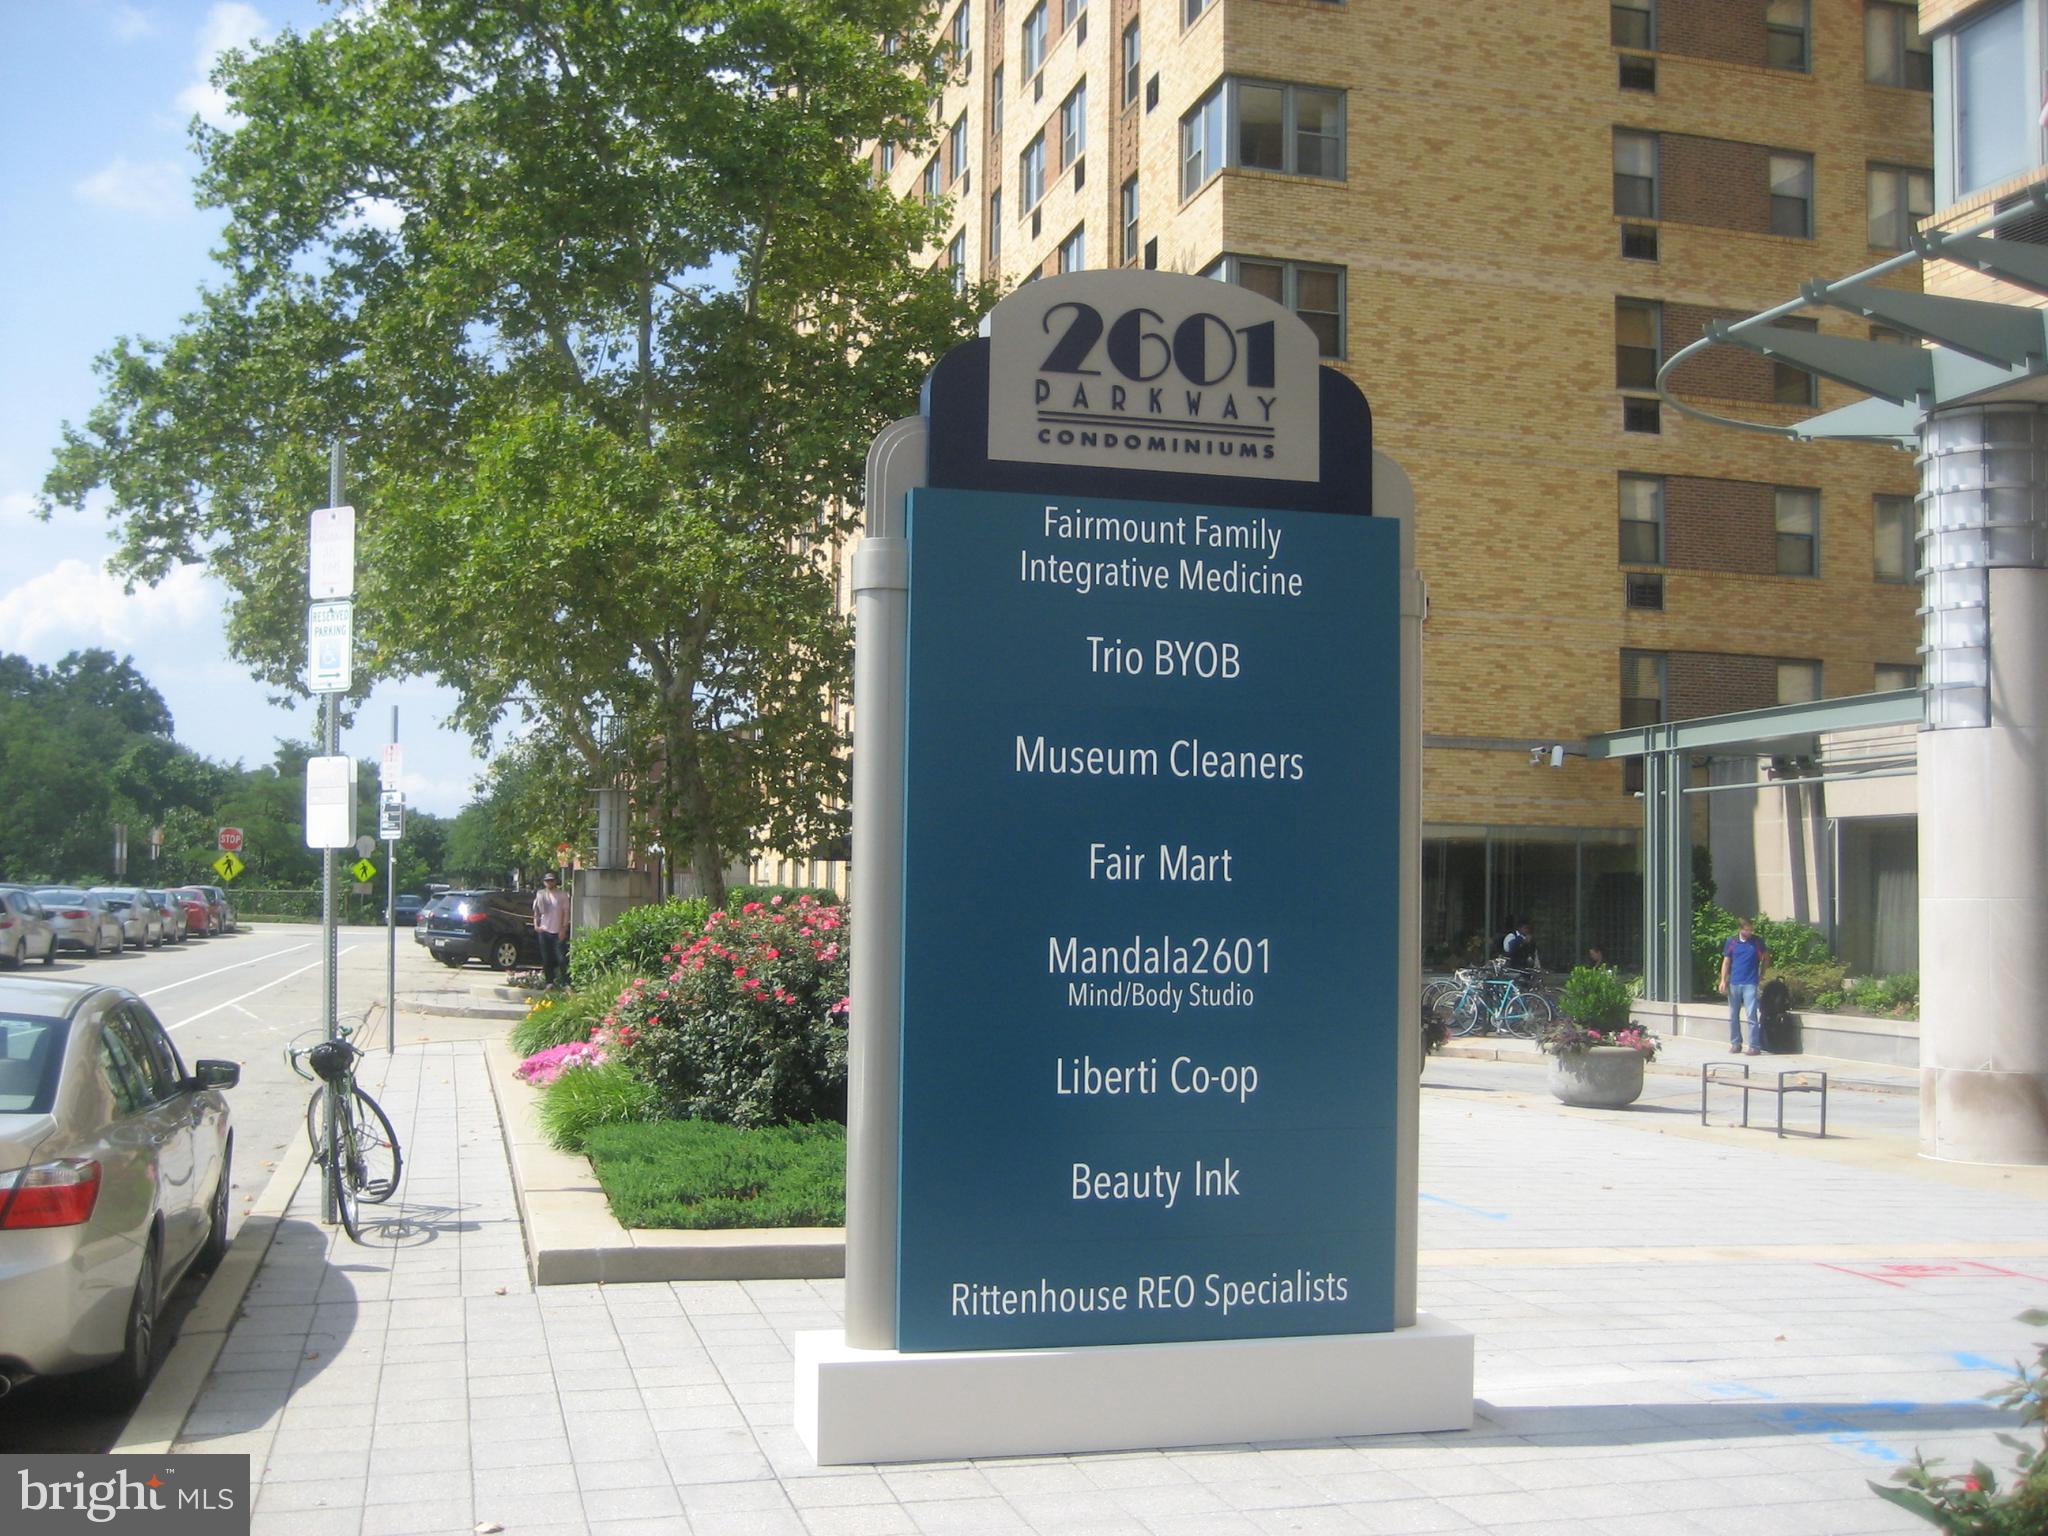 2601
PARKWAY
CONDOMINIUMS
Fairmount Family
Integrative Medicine
Trio BYOB
Museum Cleaners
Fair Mart
Mandala2601
Mind/Body Studio
Liberti Co-op
Beauty Ink
Rittenhouse REO Specialists
RESERVED
PARKING
STOP
bright™ MLS